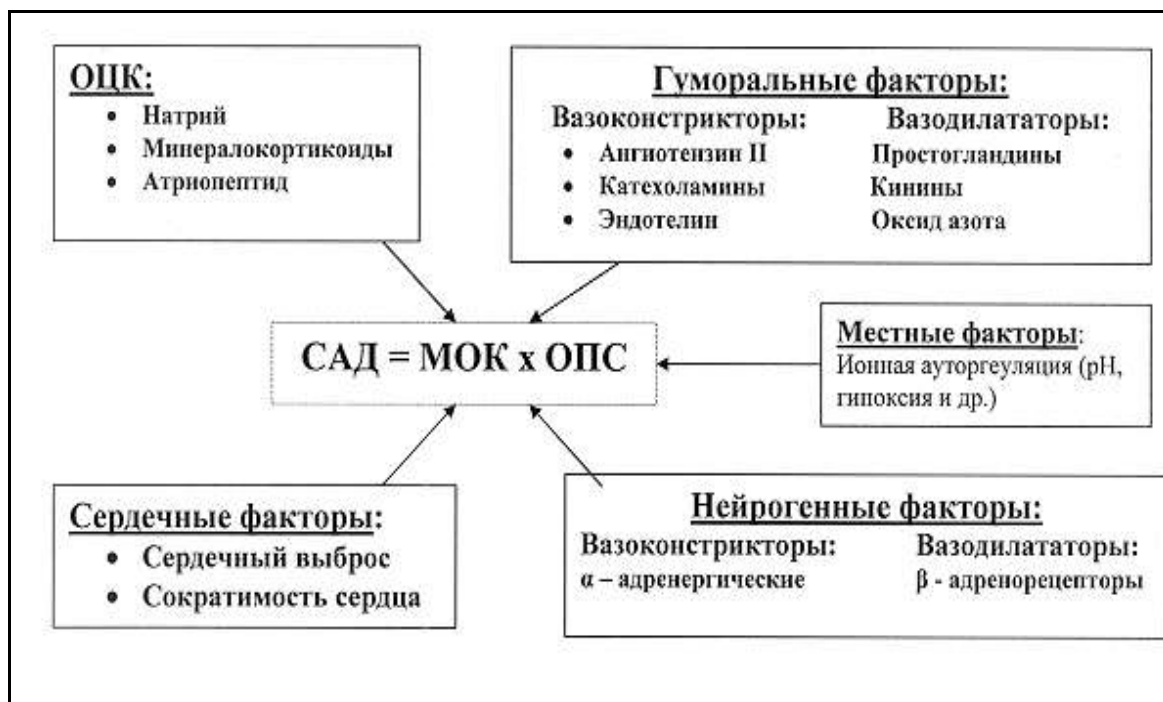 ОЦК:
• Натрий
• Минералокортикоиды
• Атриопептид
Гуморальные факторы:
Вазоконстрикторы: Вазодилататоры:
• Ангиотензин II Простогландины
• Катехоламины Кинины
• Эндотелин Оксид азота
САД = МОК х ОПС
Местные факторы:
Ионная ауторгеуляция (рН,
гипоксия и др.)
Сердечные факторы:
• Сердечный выброс
• Сократимость сердца
Нейрогенные факторы:
Вазоконстрикторы: Вазодилататоры:
α – адренергические β - адренорецепторы